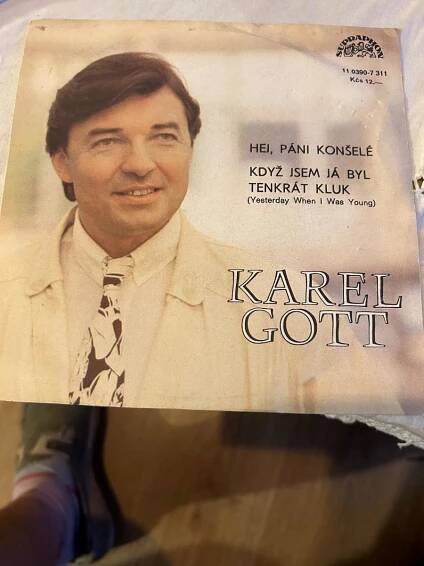 SUPRAPHON
11 0390-7 311
Kčs 12,—
HEJ, PÁNI KONŠELÉ
KDYŽ JSEM JÁ BYL
TENKRÁT KLUK
(Yesterday When I Was Young)
KAREL
GOTT